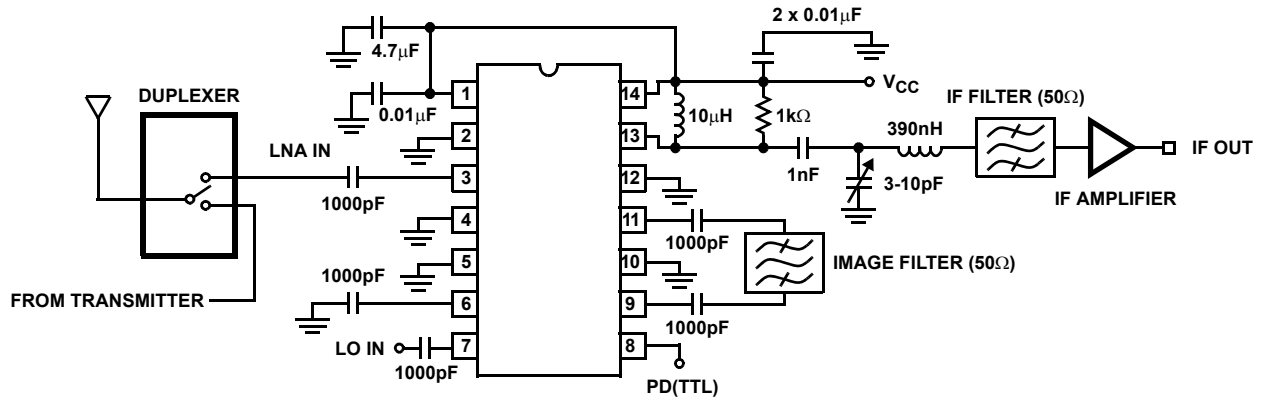 2 x 0.01μF
4.7μF
DUPLEXER
0.01μF
1
14
VCC
10μH
1kΩ
IF FILTER (50Ω)
390nH
2
13
LNA IN
1nF
3-10pF
IF OUT
IF AMPLIFIER
1000pF
3
12
4
11
1000pF
5
10
IMAGE FILTER (50Ω)
1000pF
6
9
1000pF
FROM TRANSMITTER
LO IN
1000pF
7
8
PD(TTL)